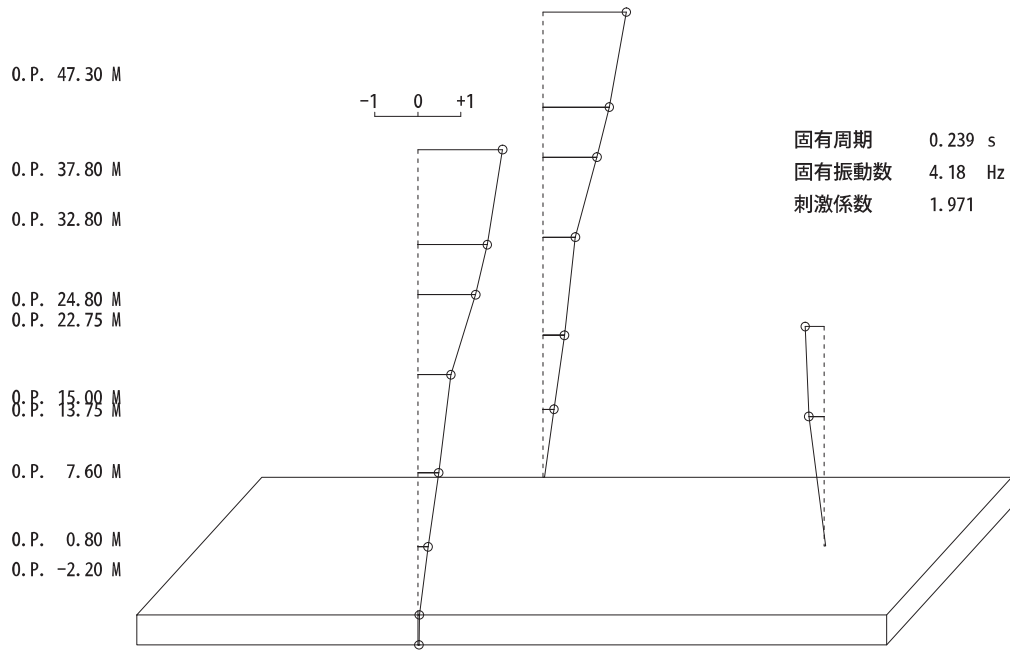 O.P. 47.30 M
-1 0 +1
固有周期 0.239 s
固有振動数 4.18 Hz
刺激係数 1.971
O.P. 37.80 M
O.P. 32.80 M
O.P. 24.80 M
O.P. 22.75 M
O.P. 15.00 M
O.P. 13.75 M
O.P. 7.60 M
O.P. 0.80 M
O.P. -2.20 M